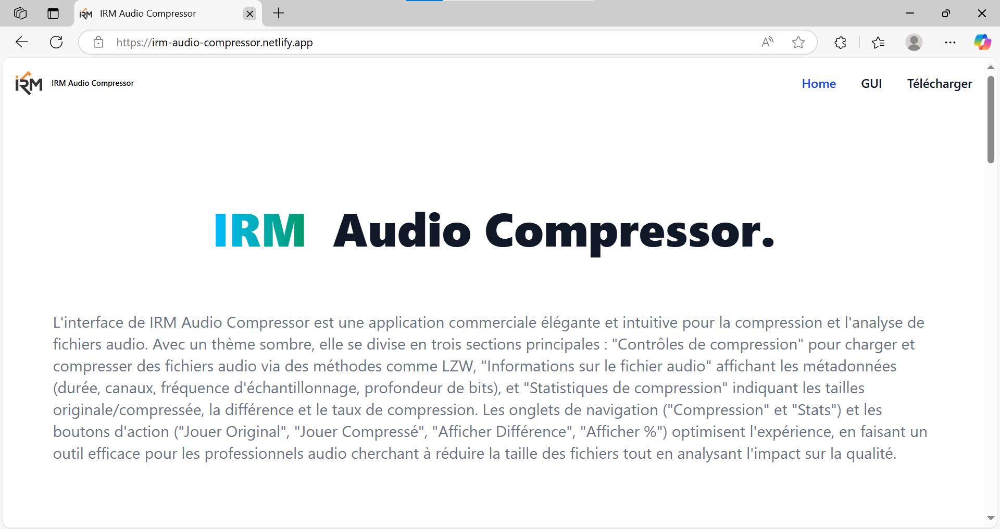 IRM Audio Compressor
https://irm-audio-compressor.netlify.app
IRM IRM Audio Compressor
Home GUI Télécharger
IRM Audio Compressor.
L'interface de IRM Audio Compressor est une application commerciale élégante et intuitive pour la compression et l'analyse de
fichiers audio. Avec un thème sombre, elle se divise en trois sections principales : "Contrôles de compression" pour charger et
compresser des fichiers audio via des méthodes comme LZW, "Informations sur le fichier audio" affichant les métadonnées
(durée, canaux, fréquence d'échantillonnage, profondeur de bits), et "Statistiques de compression" indiquant les tailles
originale/compressée, la différence et le taux de compression. Les onglets de navigation ("Compression" et "Stats") et les
boutons d'action ("Jouer Original", "Jouer Compressé", "Afficher Différence", "Afficher %") optimisent l'expérience, en faisant un
outil efficace pour les professionnels audio cherchant à réduire la taille des fichiers tout en analysant l'impact sur la qualité.